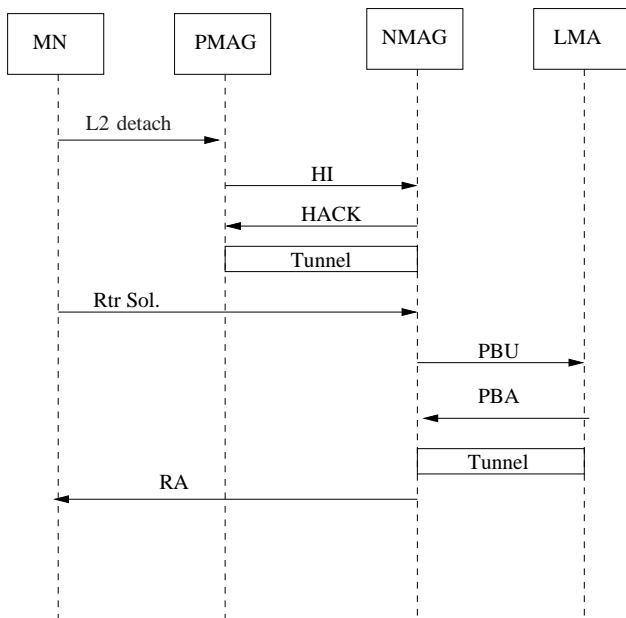 MN
PMAG
NMAG
LMA
L2 detach
HI
HACK
Tunnel
Rtr Sol.
PBU
PBA
Tunnel
RA